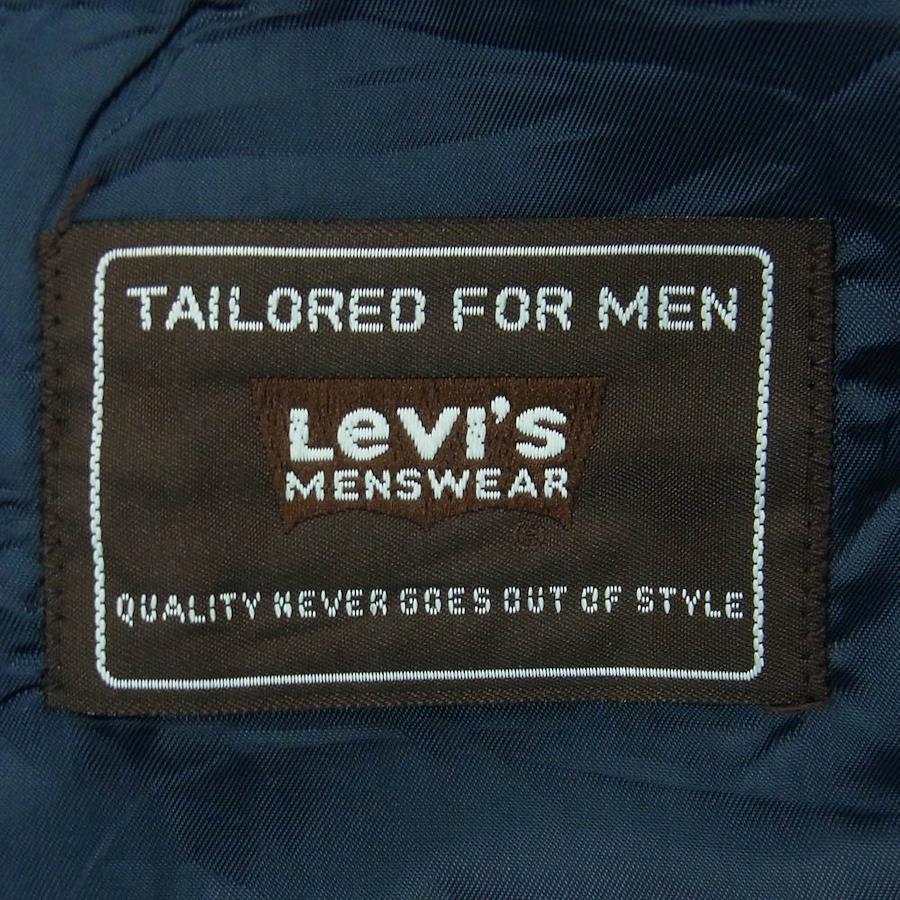 TAILORED FOR MEN
LeVI'S
MENSWEAR
®
QUALITY NEVER GOES OUT OF STYLE